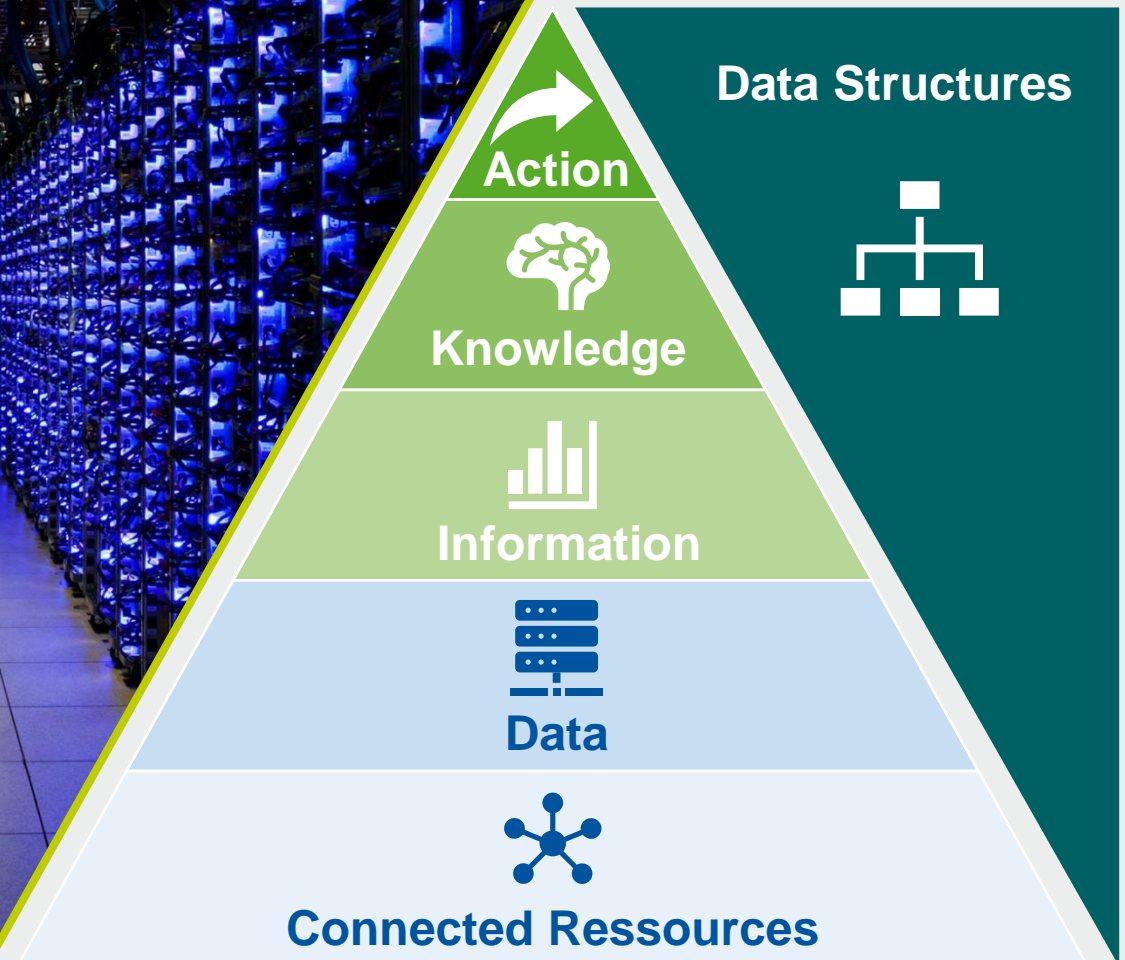 Data Structures
Action
Knowledge
Information
Data
Connected Ressources